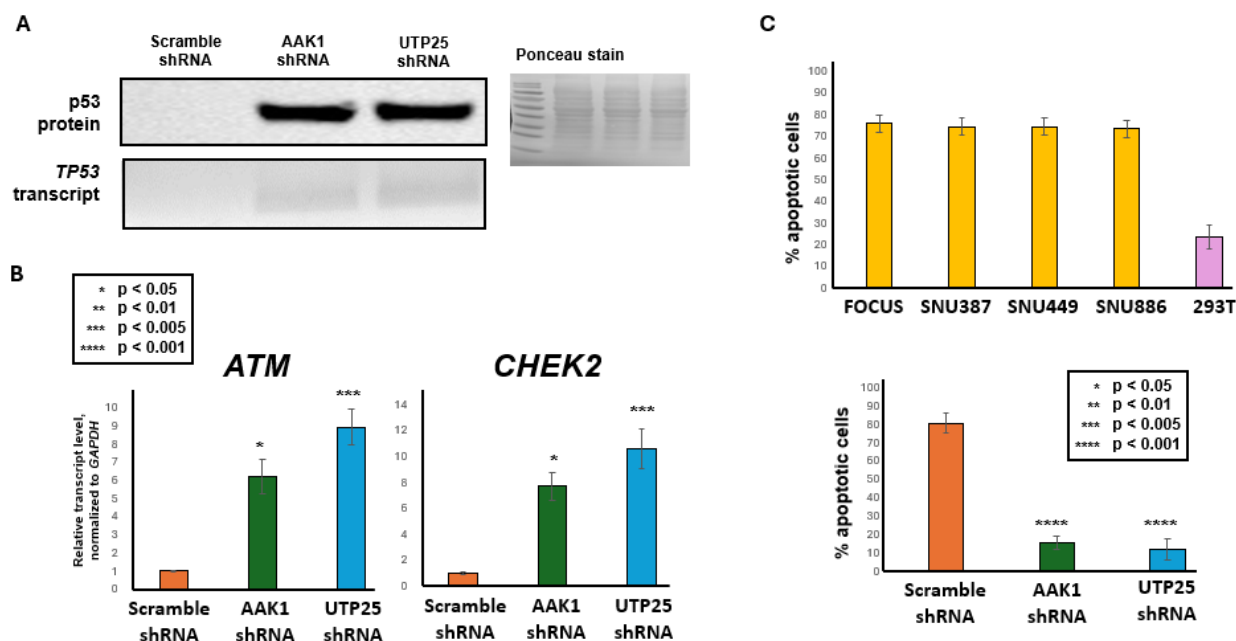 A
Scramble
shRNA
AAK1
shRNA
UTP25
shRNA
p53
protein
TP53
transcript
Ponceau stain
B
* p < 0.05
** p < 0.01
*** p < 0.005
**** p < 0.001
ATM
Relative transcript level,
normalized to GAPDH
10
9
8
7
6
5
4
3
2
1
0
*
***
Scramble
shRNA
AAK1
shRNA
UTP25
shRNA
CHEK2
14
12
10
8
6
4
2
0
*
***
Scramble
shRNA
AAK1
shRNA
UTP25
shRNA
C
% apoptotic cells
100
90
80
70
60
50
40
30
20
10
0
FOCUS
SNU387
SNU449
SNU886
293T
% apoptotic cells
100
90
80
70
60
50
40
30
20
10
0
* p < 0.05
** p < 0.01
*** p < 0.005
**** p < 0.001
****
****
Scramble
shRNA
AAK1
shRNA
UTP25
shRNA